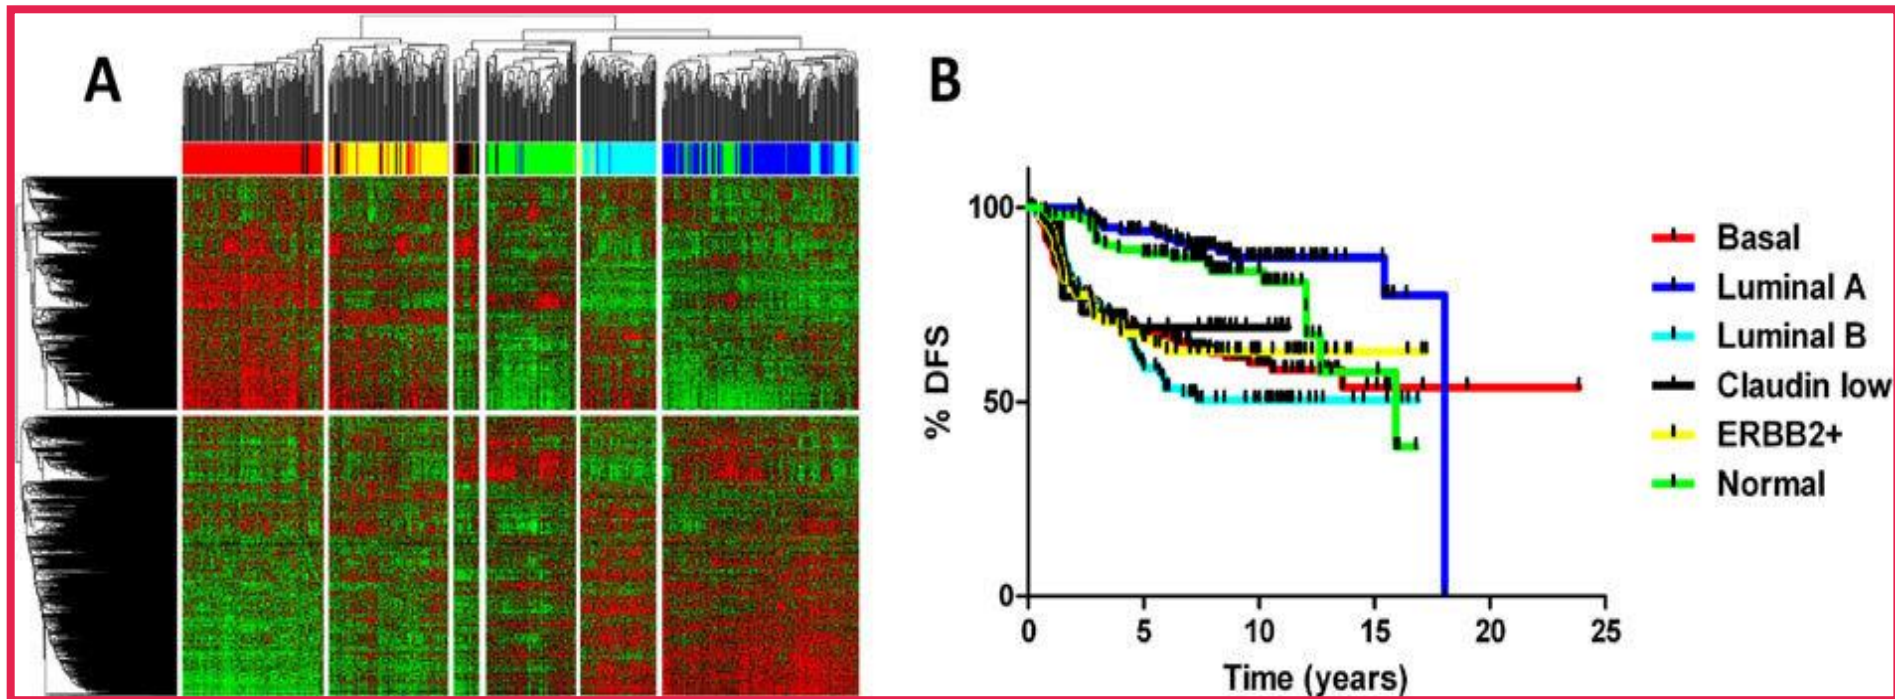 A
B
100
50
0
% DFS
0 5 10 15 20 25
Time (years)
Basal
Luminal A
Luminal B
Claudin low
ERBB2+
Normal